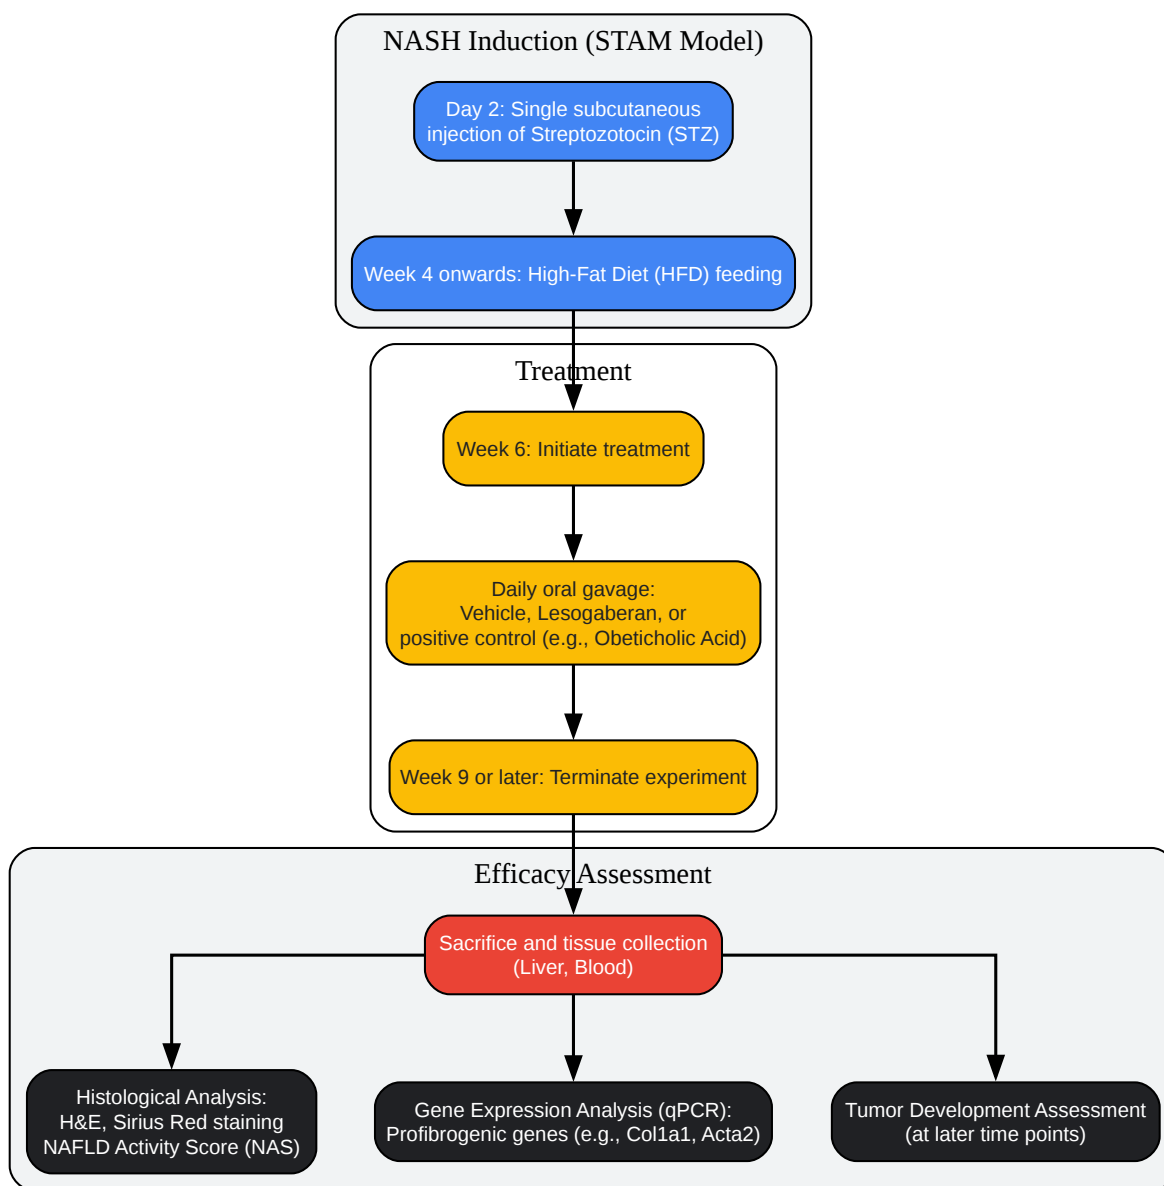 NASH Induction (STAM Model)
Day 2: Single subcutaneous
injection of Streptozotocin (STZ)
Week 4 onwards: High-Fat Diet (HFD) feeding
Treatment
Week 6: Initiate treatment
Daily oral gavage:
Vehicle, Lesogaberan, or
positive control (e.g., Obeticholic Acid)
Week 9 or later: Terminate experiment
Efficacy Assessment
Sacrifice and tissue collection
(Liver, Blood)
Histological Analysis:
H&E, Sirius Red staining
NAFLD Activity Score (NAS)
Gene Expression Analysis (qPCR):
Profibrogenic genes (e.g., Col1a1, Acta2)
Tumor Development Assessment
(at later time points)